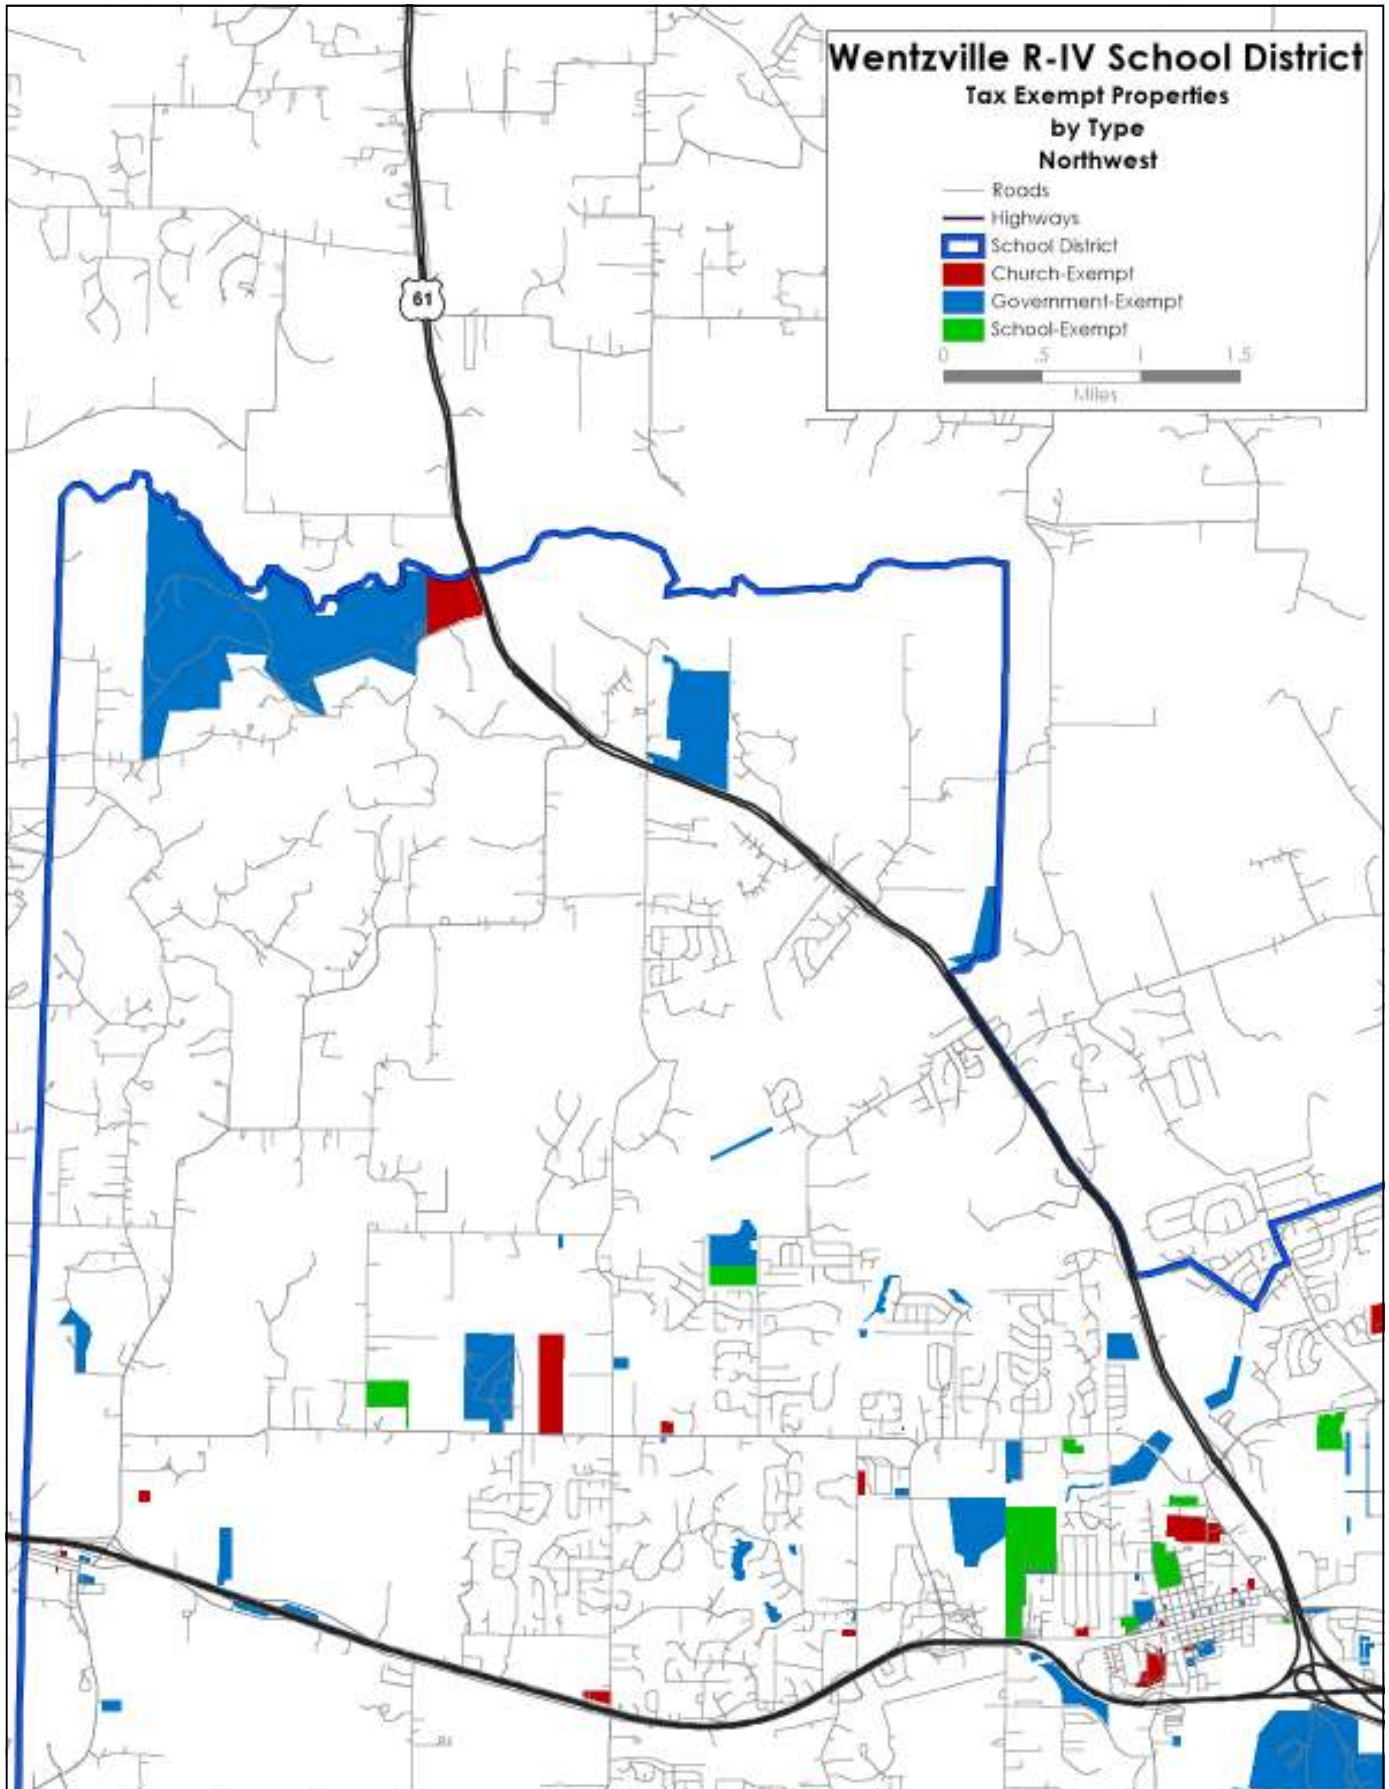 Wentzville R-IV School District
Tax Exempt Properties
by Type
Northwest
Roads
Highways
School District
Church-Exempt
Government-Exempt
School-Exempt
0 .5 1 1.5
Miles
61